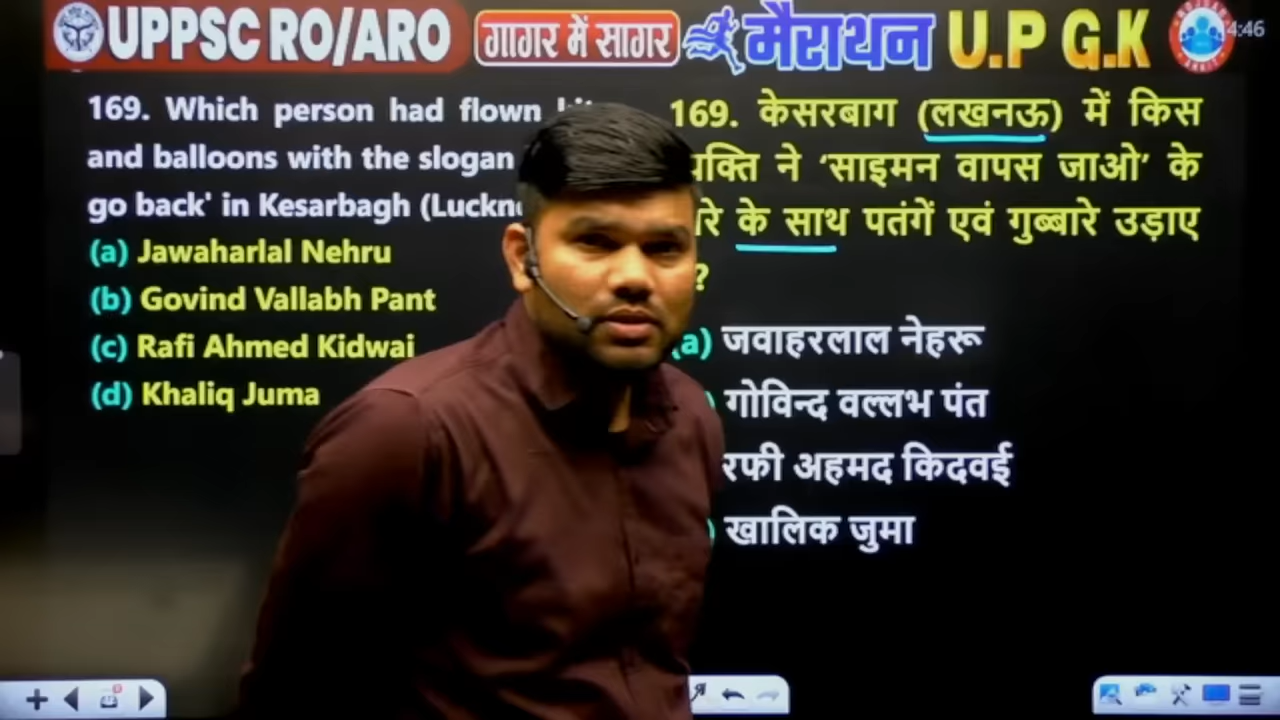 UPPSC RO/ARO
गागर में सागर
मैराथन
U.P G.K
4:46
169. Which person had flown
and balloons with the slogan
go back' in Kesarbagh
(a) Jawaharlal Nehru
(b) Govind Vallabh Pant
(c) Rafi Ahmed Kidwai
(d) Khaliq Juma
169. केसरबाग (लखनऊ) में किस
ने ‘साइमन वापस जाओ’ के
के साथ पतंगें एवं गुब्बारे उड़ाए
?
(a) जवाहरलाल नेहरू
गोविन्द वल्लभ पंत
रफी अहमद किदवई
खालिक जुमा